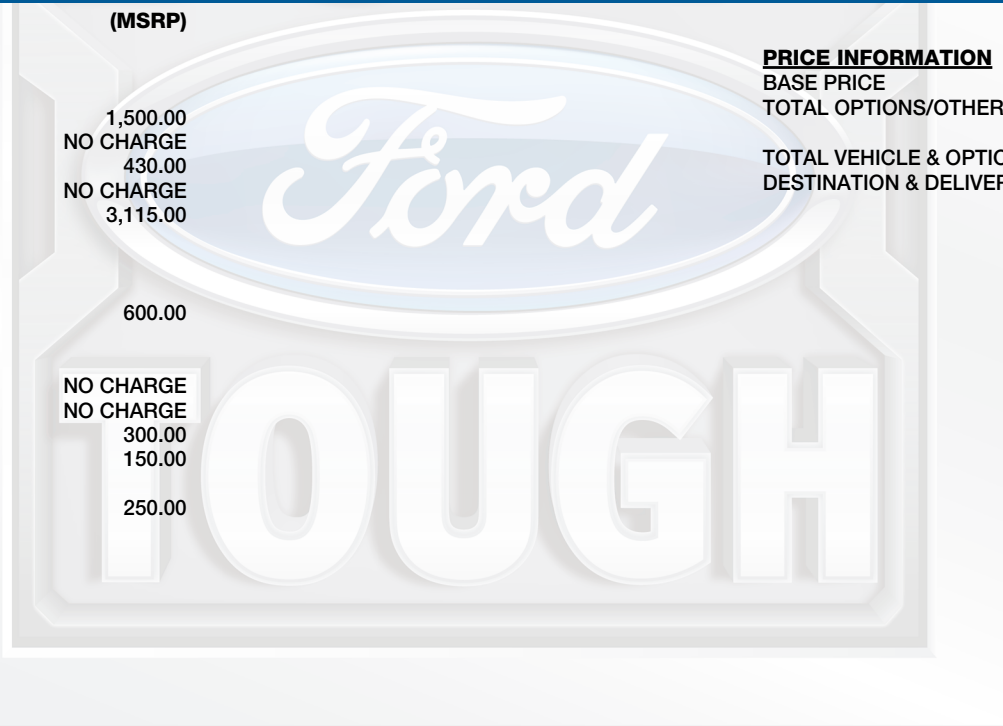 (MSRP)
1,500.00
NO CHARGE
430.00
NO CHARGE
3,115.00
600.00
NO CHARGE
NO CHARGE
300.00
150.00
250.00
PRICE INFORMATION
BASE PRICE
TOTAL OPTIONS/OTHER
TOTAL VEHICLE & OPTIO
DESTINATION & DELIVER
Ford
TOUGH